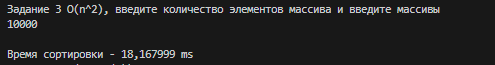 Задание 3 O(n^2), введите количество элементов массива и введите массивы
10000
Время сортировки - 18,167999 ms